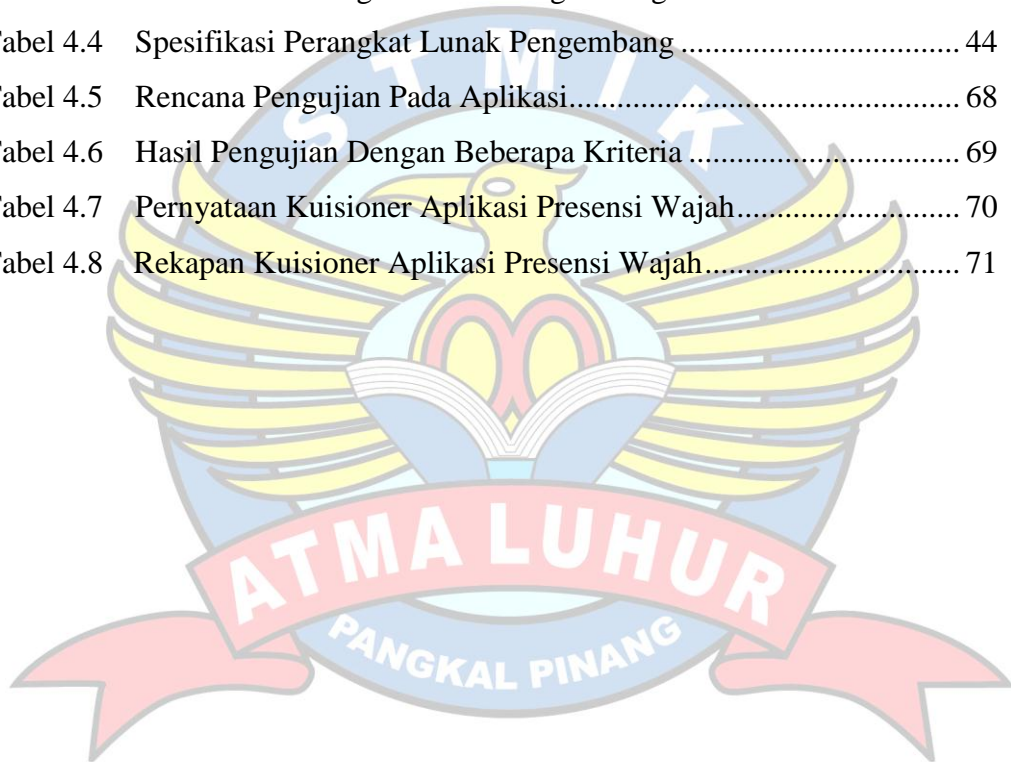 Tabel 4.4 Spesifikasi Perangkat Lunak Pengembang ................................. 44
Tabel 4.5 Rencana Pengujian Pada Aplikasi............................................... 68
Tabel 4.6 Hasil Pengujian Dengan Beberapa Kriteria ................................ 69
Tabel 4.7 Pernyataan Kuisioner Aplikasi Presensi Wajah.......................... 70
Tabel 4.8 Rekapan Kuisioner Aplikasi Presensi Wajah.............................. 71
STMIK
ATMA LUHUR
PANGKAL PINANG